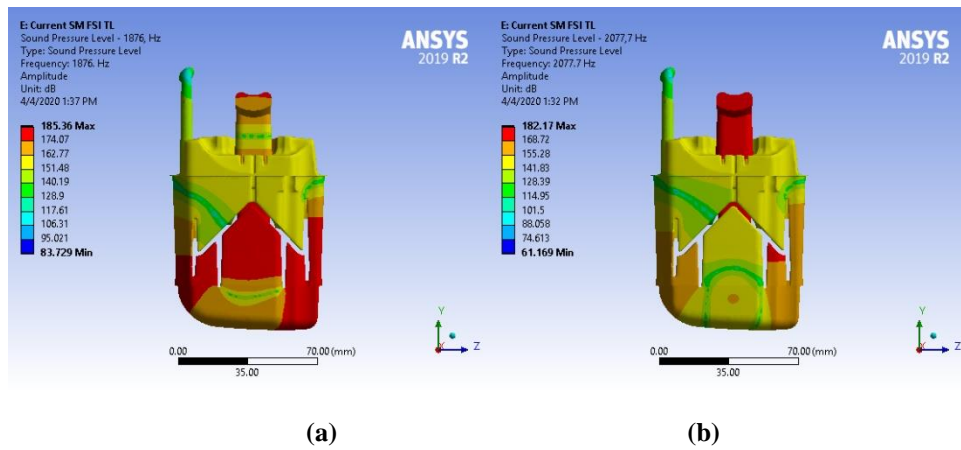 E: Current SM FSI TL
Sound Pressure Level - 1876, Hz
Type: Sound Pressure Level
Frequency: 1876. Hz
Amplitude
Unit: dB
4/4/2020 1:37 PM
185.36 Max
174.07
162.77
151.48
140.19
128.9
117.61
106.31
95.021
83.729 Min
ANSYS
2019 R2
Y
X
Z
0.00
70.00 (mm)
35.00
(a)
E: Current SM FSI TL
Sound Pressure Level - 2077,7 Hz
Type: Sound Pressure Level
Frequency: 2077.7 Hz
Amplitude
Unit: dB
4/4/2020 1:32 PM
182.17 Max
168.72
155.28
141.83
128.39
114.95
101.5
88.058
74.613
61.169 Min
ANSYS
2019 R2
Y
X
Z
0.00
70.00 (mm)
35.00
(b)